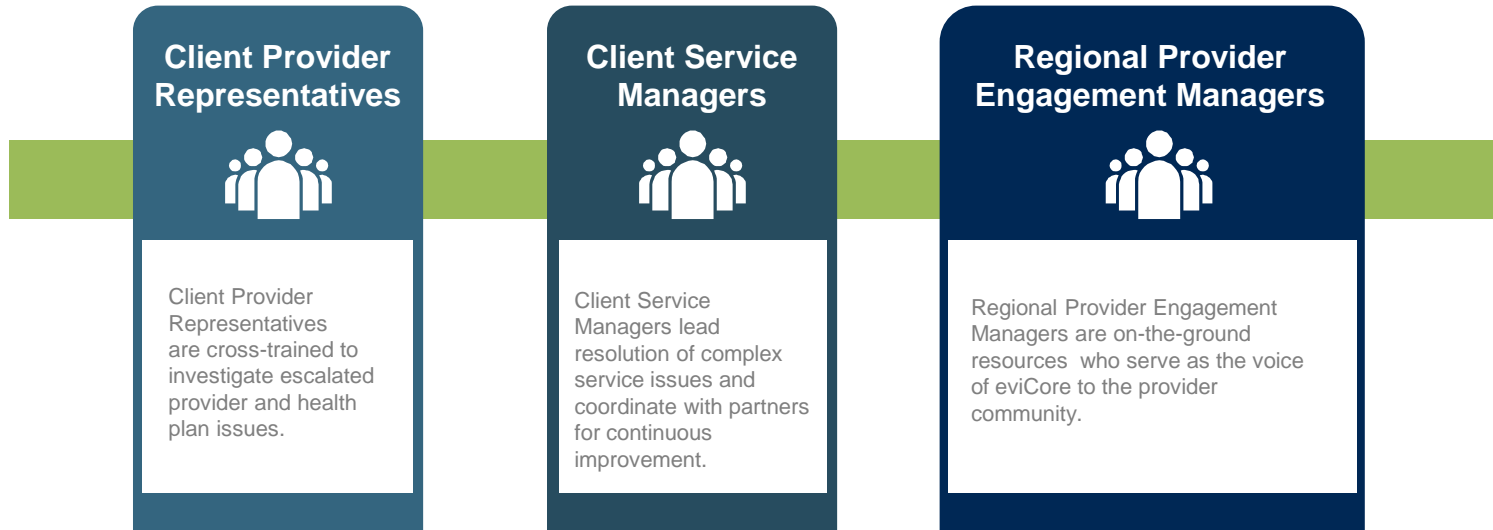 Client Provider
Representatives
Client Provider
Representatives
are cross-trained to
investigate escalated
provider and health
plan issues.
Client Service
Managers
Client Service
Managers lead
resolution of complex
service issues and
coordinate with partners
for continuous
improvement.
Regional Provider
Engagement Managers
Regional Provider Engagement
Managers are on-the-ground
resources  who serve as the voice
of eviCore to the provider
community.